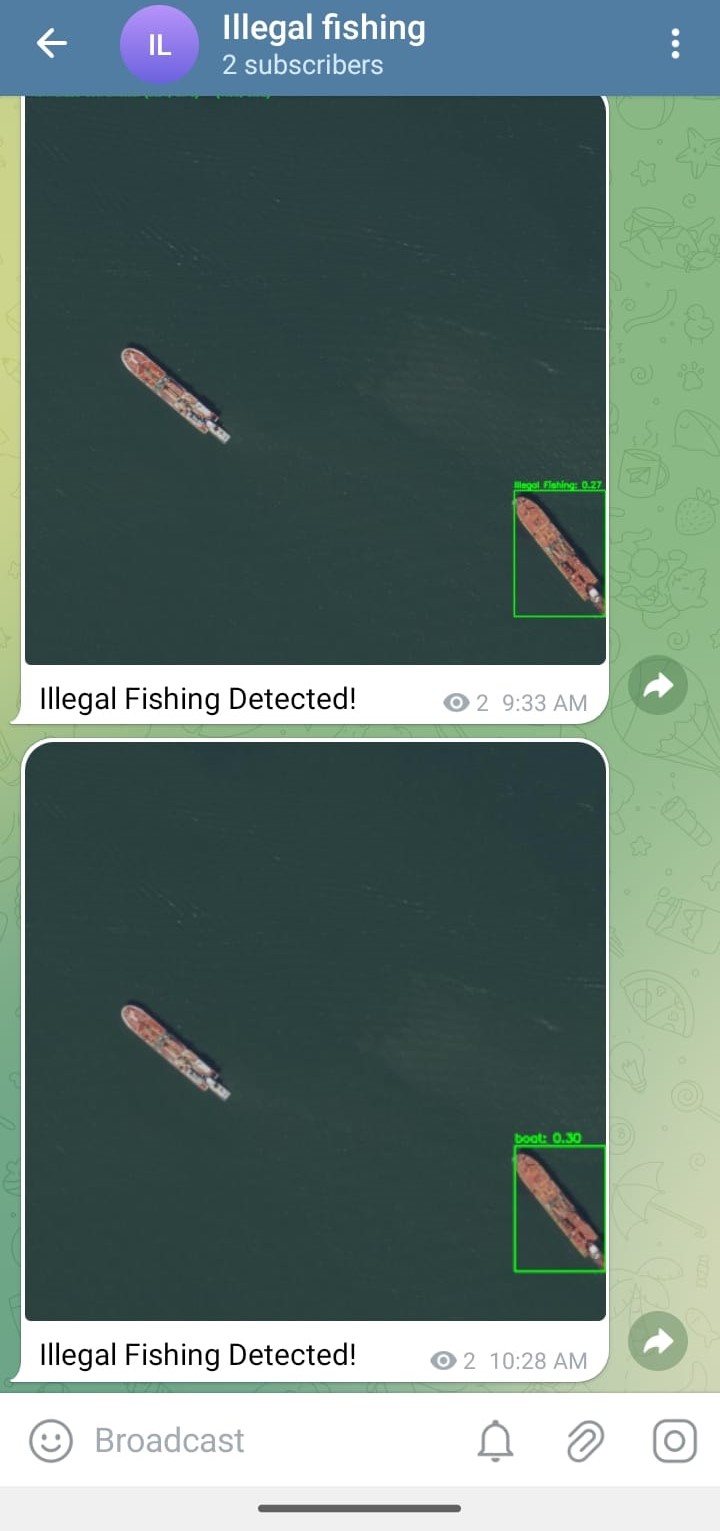 IL
Illegal fishing
2 subscribers
Illegal Fishing: 0.27
Illegal Fishing Detected!
2 9:33 AM
boat: 0.30
Illegal Fishing Detected!
2 10:28 AM
Broadcast